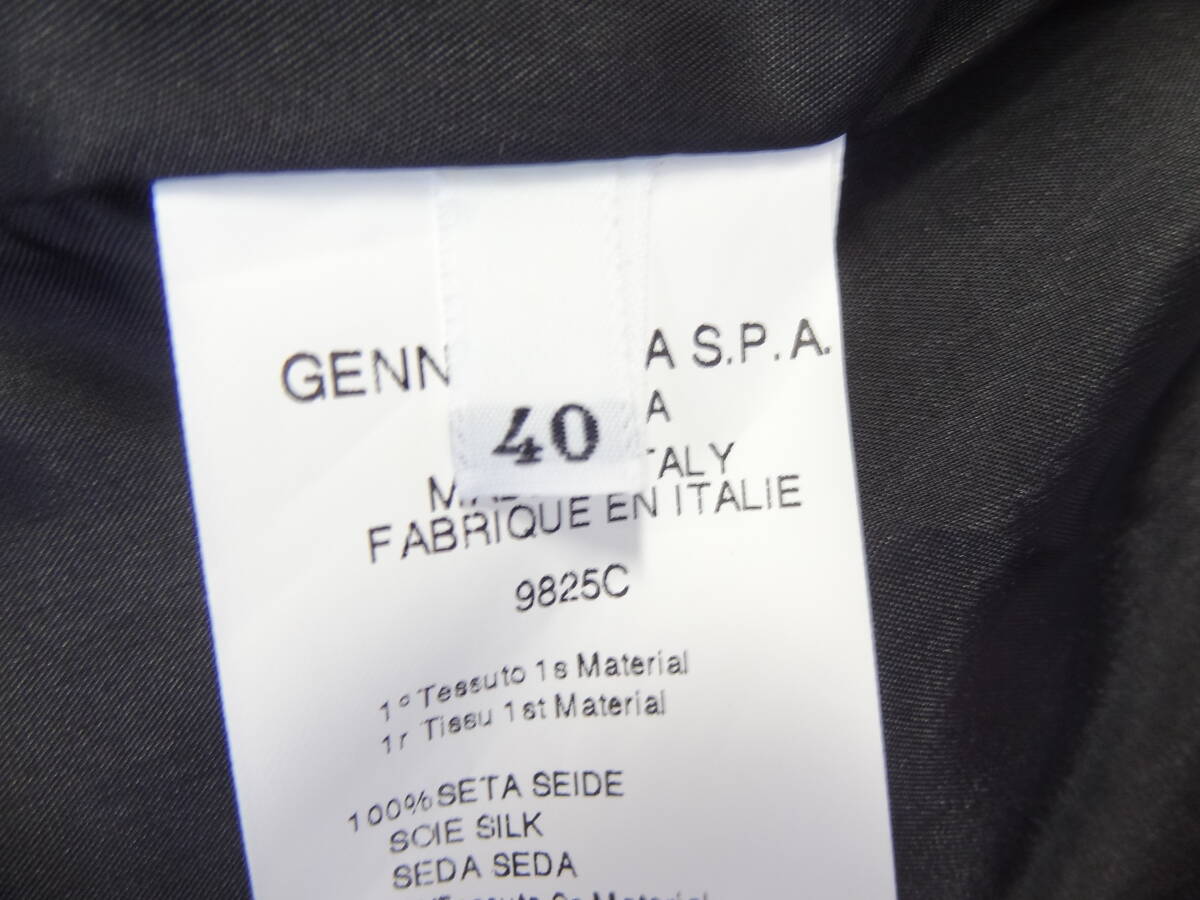 GENN A S.P.A.
A
40
TALY
FABRIQUE EN ITALIE
9825C
1° Tessuto 1s Material
1r Tissu 1st Material
100% SETA SEIDE
SOIE SILK
SEDA SEDA